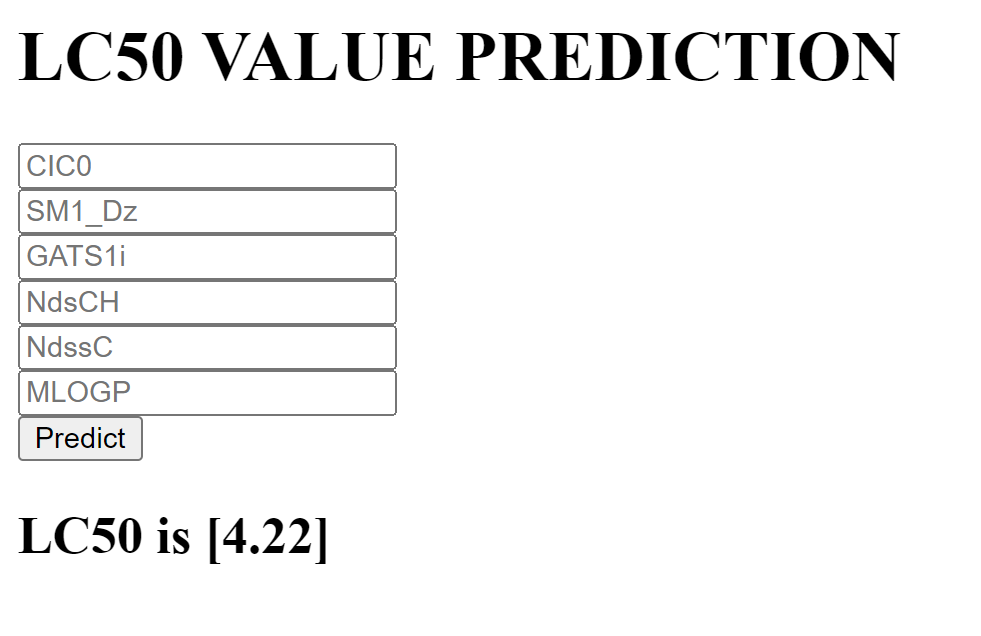 LC50 VALUE PREDICTION
CIC0
SM1_Dz
GATS1i
NdsCH
NdssC
MLOGP
Predict
LC50 is [4.22]